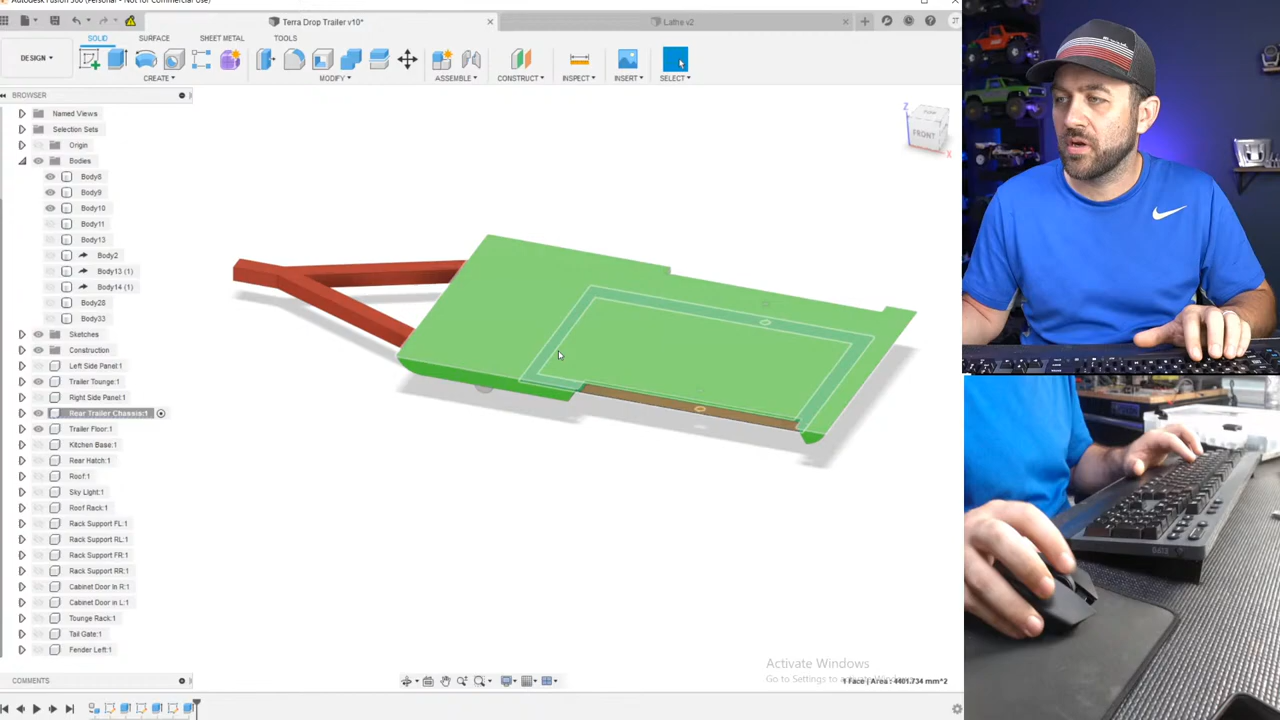 Autodesk Fusion 360 (Personal - Not for Commercial Use)
Terra Drop Trailer v10*
Lathe v2
SOLID SURFACE SHEET METAL TOOLS
DESIGN
CREATE MODIFY ASSEMBLE CONSTRUCT INSPECT INSERT SELECT
BROWSER
Named Views
Selection Sets
Origin
Bodies
Body8
Body9
Body10
Body11
Body13
Body2
Body13 (1)
Body14 (1)
Body28
Body33
Sketches
Construction
Left Side Panel:1
Trailer Tounge:1
Right Side Panel:1
Rear Trailer Chassis:1
Trailer Floor:1
Kitchen Base:1
Rear Hatch:1
Roof:1
Sky Light:1
Roof Rack:1
Rack Support FL:1
Rack Support RL:1
Rack Support FR:1
Rack Support RR:1
Cabinet Door In R:1
Cabinet Door in L:1
Tounge Rack:1
Tail Gate:1
Fender Left:1
COMMENTS
Z
FRONT
X
Activate Windows
1 Face | Area : 4401.734 mm^2